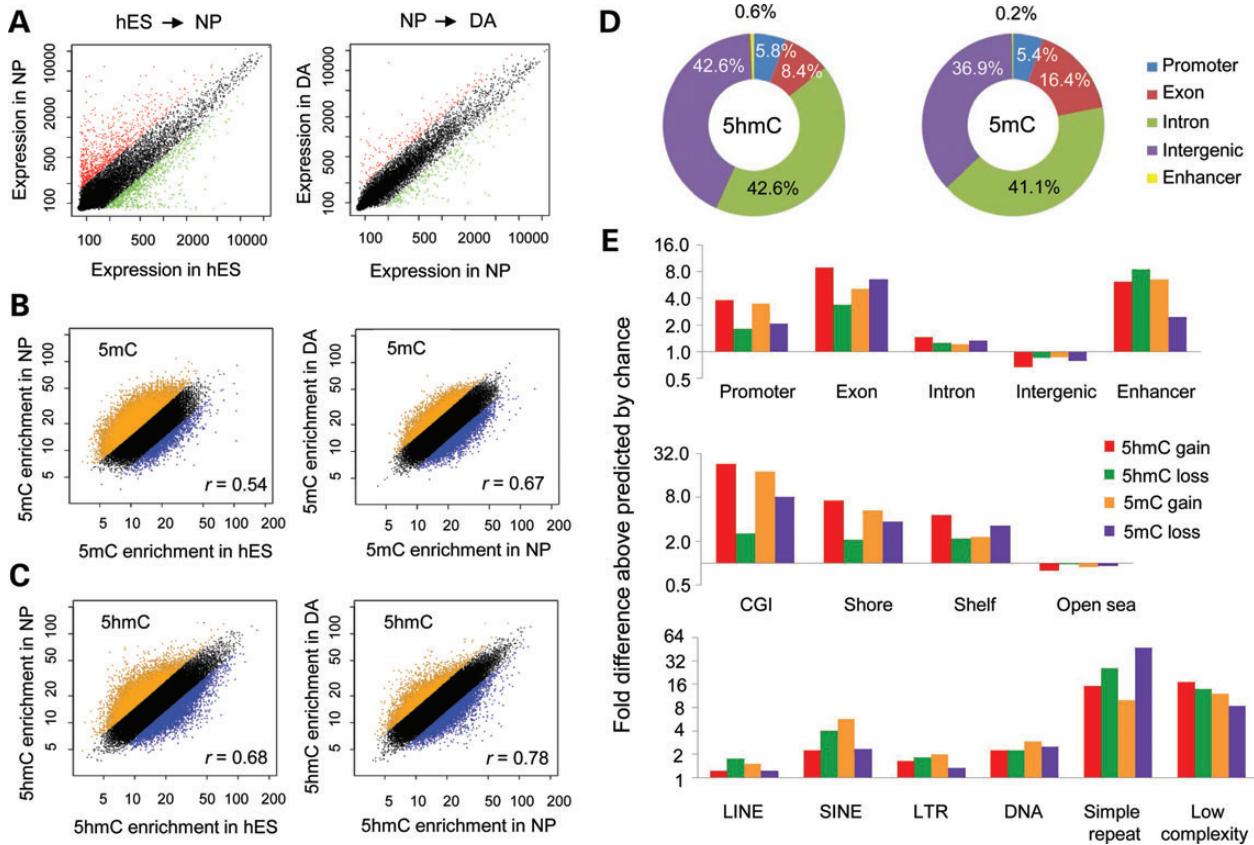 A
hES → NP
NP → DA
Expression in NP
10000
2000
500
100
100 500 2000 10000
Expression in hES
Expression in DA
10000
2000
500
100
100 500 2000 10000
Expression in NP
B
5mC
5mC enrichment in NP
100
50
20
10
5
r = 0.54
5 10 20 50 100 200
5mC enrichment in hES
5mC
5mC enrichment in DA
100
50
20
10
5
r = 0.67
5 10 20 50 100 200
5mC enrichment in NP
C
5hmC
5hmC enrichment in NP
100
50
20
10
5
r = 0.68
5 10 20 50 100 200
5hmC enrichment in hES
5hmC
5hmC enrichment in DA
100
50
20
10
5
r = 0.78
5 10 20 50 100 200
5hmC enrichment in NP
D
0.6%
5.8%
8.4%
42.6%
5hmC
42.6%
0.2%
5.4%
16.4%
36.9%
5mC
41.1%
Promoter
Exon
Intron
Intergenic
Enhancer
E
Fold difference above predicted by chance
16.0
8.0
4.0
2.0
1.0
0.5
Promoter Exon Intron Intergenic Enhancer
32.0
8.0
2.0
0.5
CGI Shore Shelf Open sea
5hmC gain
5hmC loss
5mC gain
5mC loss
64
32
16
8
4
2
1
LINE SINE LTR DNA Simple repeat Low complexity